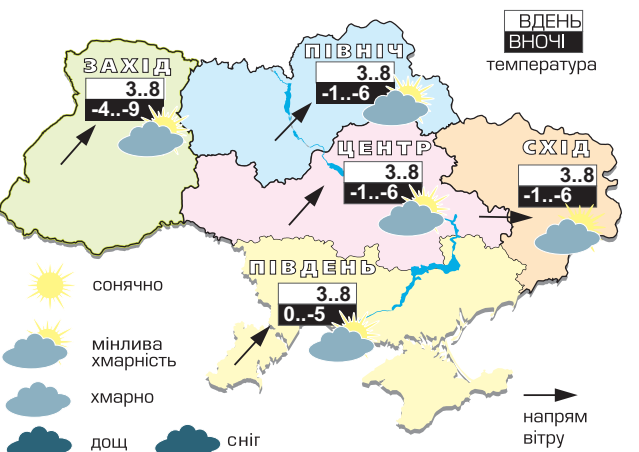 ВДЕНЬ
ВНОЧІ
температура
ЗАХІД
3..8
-4..-9
ПІВНІЧ
3..8
-1..-6
ЦЕНТР
3..8
-1..-6
СХІД
3..8
-1..-6
ПІВДЕНЬ
3..8
0..-5
сонячно
мінлива
хмарність
хмарно
дощ
сніг
напрям
вітру